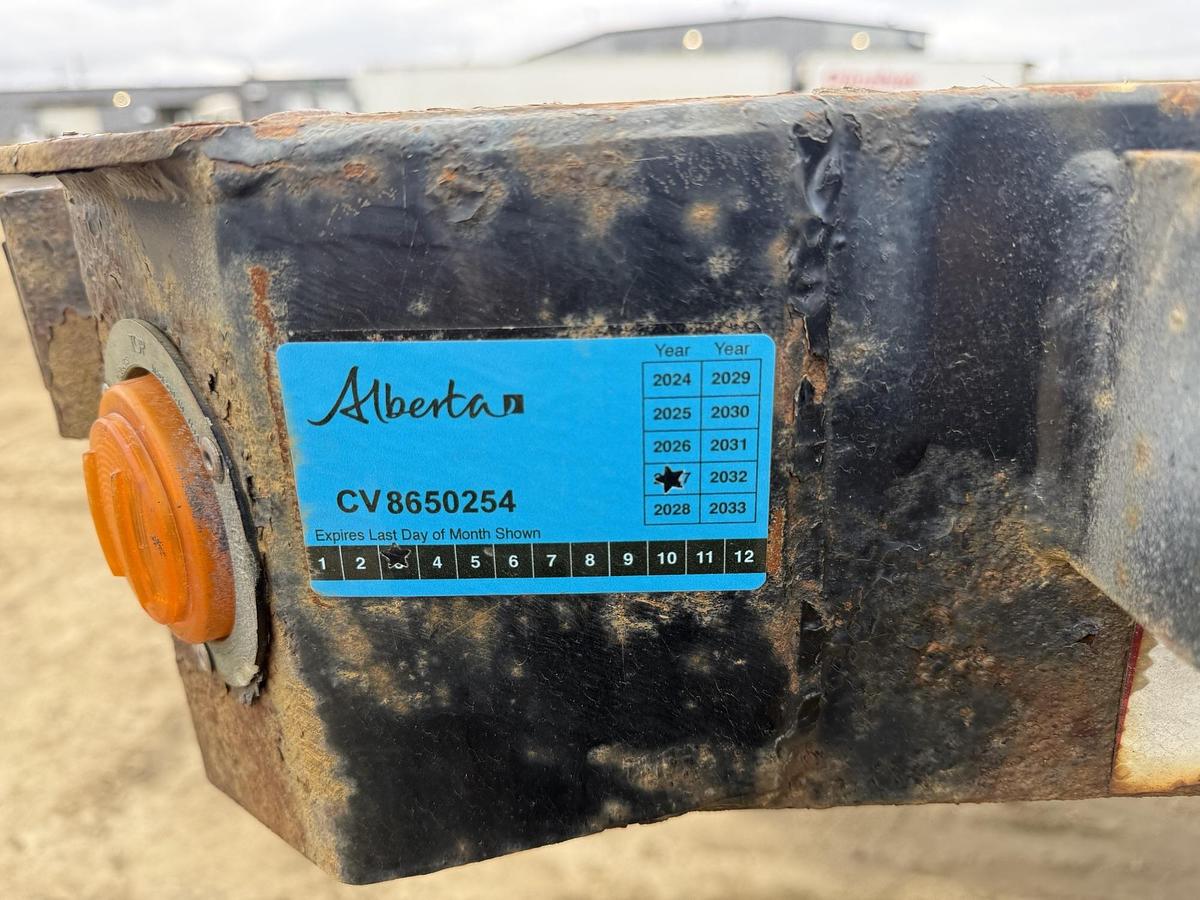 Alberta
Year Year
2024 2029
2025 2030
2026 2031
2032
2028 2033
CV8650254
Expires Last Day of Month Shown
1 2 3 4 5 6 7 8 9 10 11 12